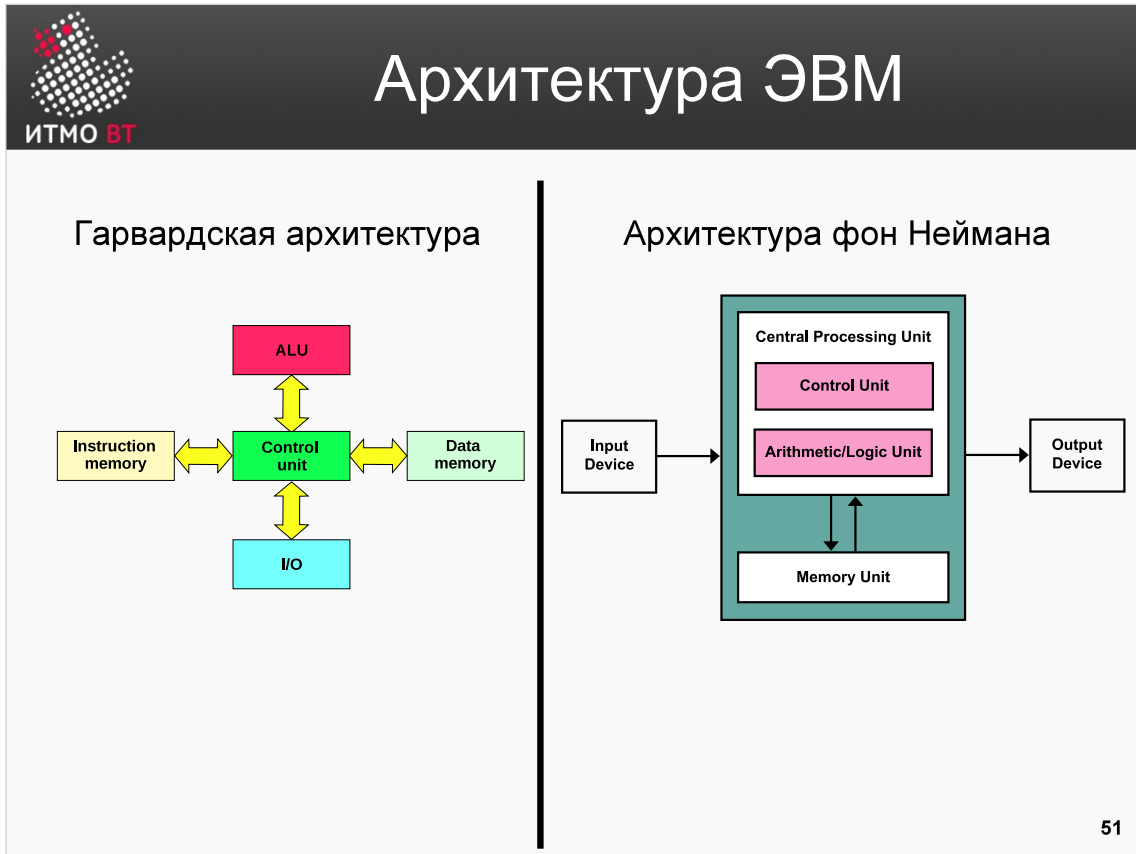 ИТМО ВТ
Архитектура ЭВМ
Гарвардская архитектура
ALU
Instruction
memory
Control
unit
Data
memory
I/O
Архитектура фон Неймана
Central Processing Unit
Control Unit
Arithmetic/Logic Unit
Input
Device
Output
Device
Memory Unit
51